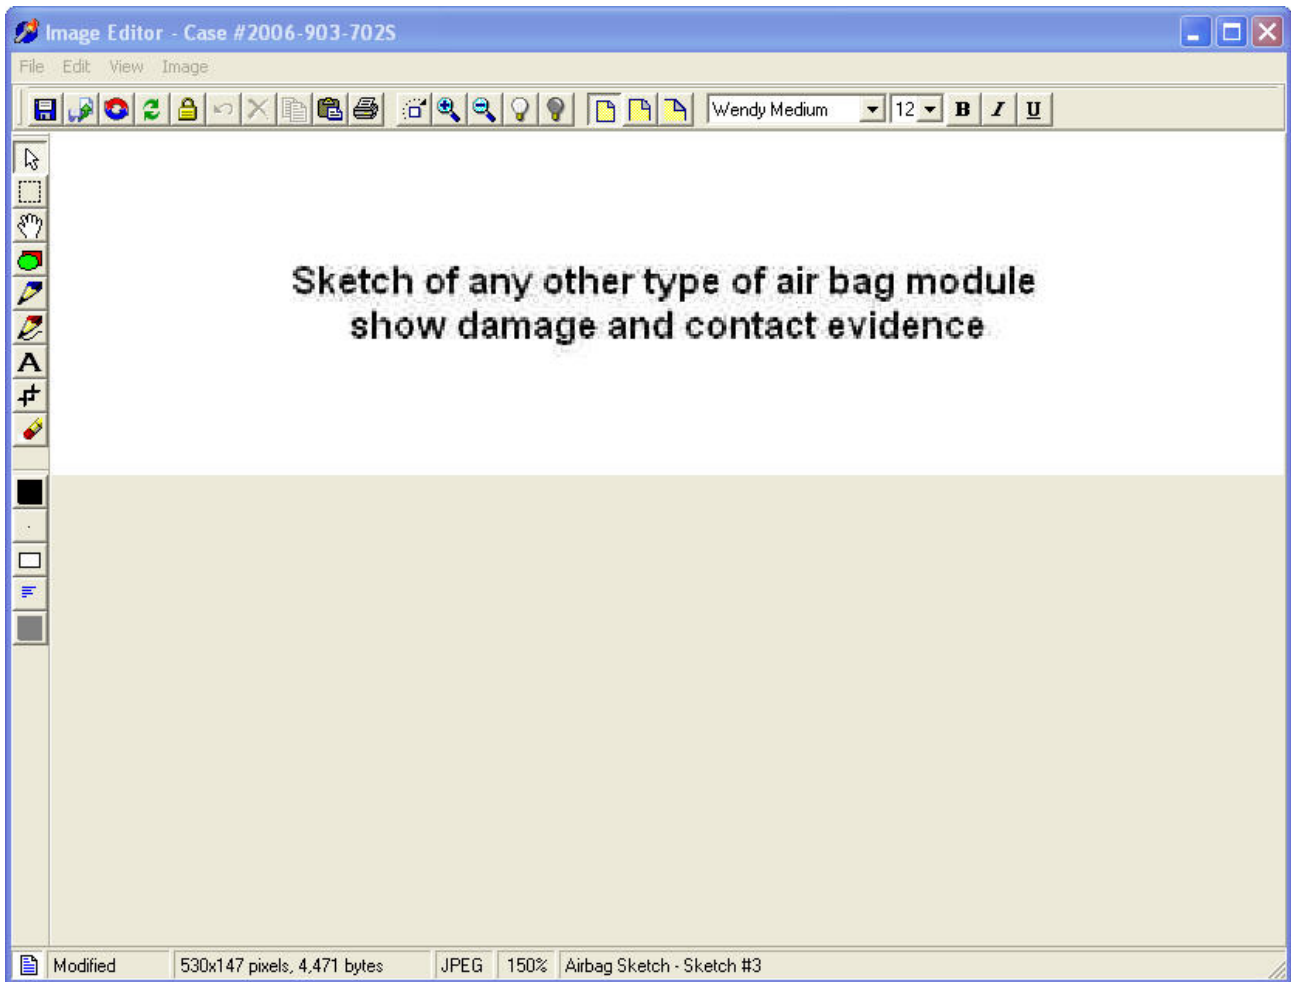 Image Editor - Case #2006-903-702S
File Edit View Image
Wendy Medium 12 B I U
A
Sketch of any other type of air bag module
show damage and contact evidence
Modified 530x147 pixels, 4,471 bytes JPEG 150% Airbag Sketch - Sketch #3